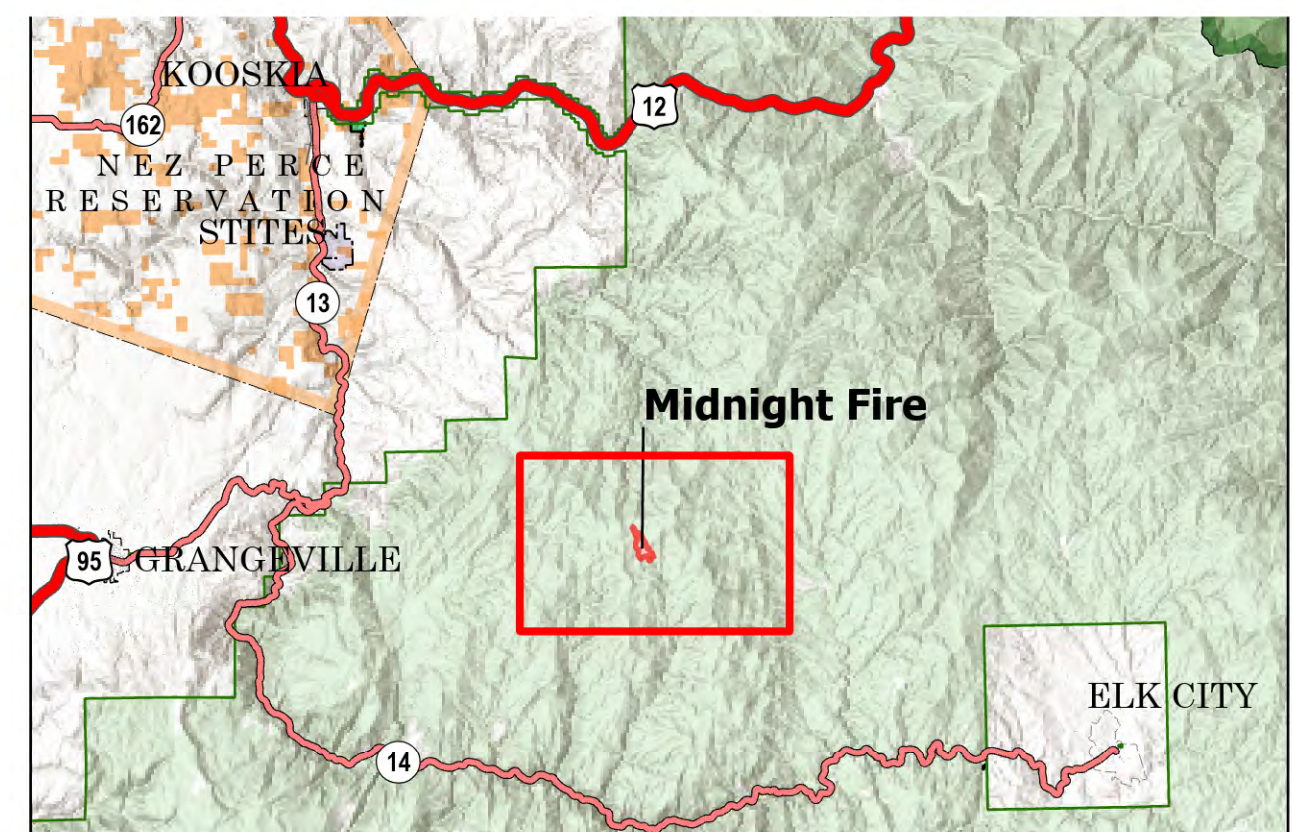 KOOSKIA
12
162
NEZ PERCE
RESERVATION
STITES
13
Midnight Fire
95
GRANGEVILLE
ELK CITY
14